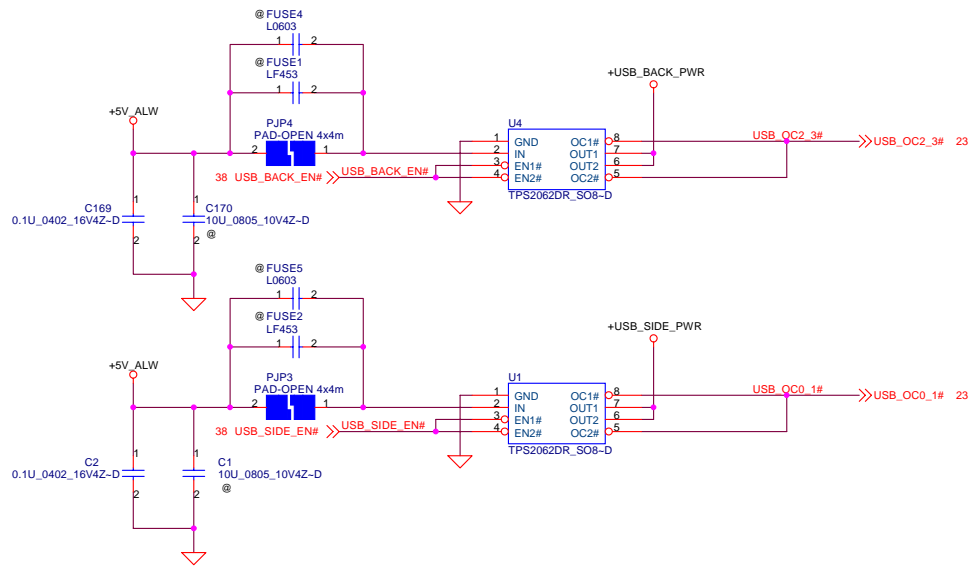 @ FUSE4
L0603
1 2
@ FUSE1
LF453
1 2
+5V_ALW
PJP4
PAD-OPEN 4x4m
2 1
38 USB_BACK_EN#
USB_BACK_EN#
C169
0.1U_0402_16V4Z~D
1
2
C170
10U_0805_10V4Z~D
@
1
2
+USB_BACK_PWR
U4
1 GND OC1# 8
2 IN OUT1 7
3 EN1# OUT2 6
4 EN2# OC2# 5
TPS2062DR_SO8~D
USB_OC2_3#
USB_OC2_3# 23
@ FUSE5
L0603
1 2
@ FUSE2
LF453
1 2
+5V_ALW
PJP3
PAD-OPEN 4x4m
2 1
38 USB_SIDE_EN#
USB_SIDE_EN#
C2
0.1U_0402_16V4Z~D
1
2
C1
10U_0805_10V4Z~D
@
1
2
+USB_SIDE_PWR
U1
1 GND OC1# 8
2 IN OUT1 7
3 EN1# OUT2 6
4 EN2# OC2# 5
TPS2062DR_SO8~D
USB_OC0_1#
USB_OC0_1# 23